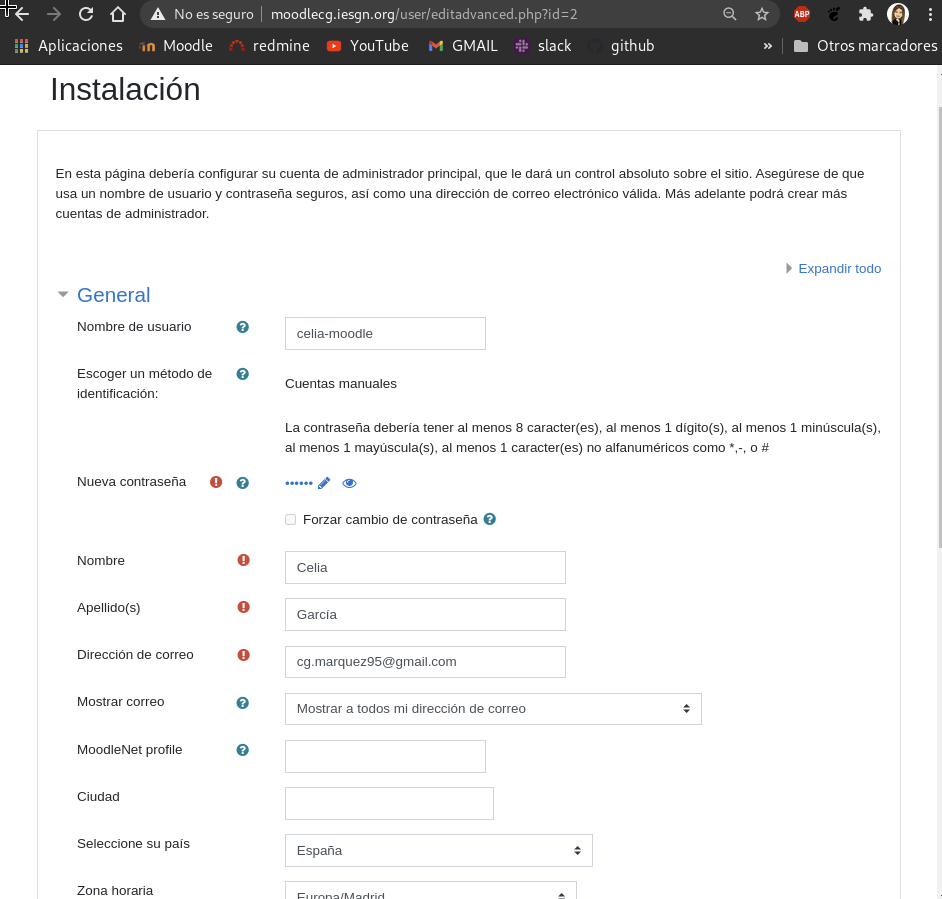 No es seguro moodlecg.iesgn.org/user/editadvanced.php?id=2 ABP
Aplicaciones Moodle redmine YouTube GMAIL slack github » Otros marcadores
Instalación
En esta página debería configurar su cuenta de administrador principal, que le dará un control absoluto sobre el sitio. Asegúrese de que
usa un nombre de usuario y contraseña seguros, así como una dirección de correo electrónico válida. Más adelante podrá crear más
cuentas de administrador.
Expandir todo
General
Nombre de usuario celia-moodle
Escoger un método de
identificación:
Cuentas manuales
La contraseña debería tener al menos 8 caracter(es), al menos 1 dígito(s), al menos 1 minúscula(s),
al menos 1 mayúscula(s), al menos 1 caracter(es) no alfanuméricos como *,-, o #
Nueva contraseña ••••••
Forzar cambio de contraseña
Nombre Celia
Apellido(s) García
Dirección de correo cg.marquez95@gmail.com
Mostrar correo Mostrar a todos mi dirección de correo
MoodleNet profile
Ciudad
Seleccione su país España
Zona horaria Europa/Madrid